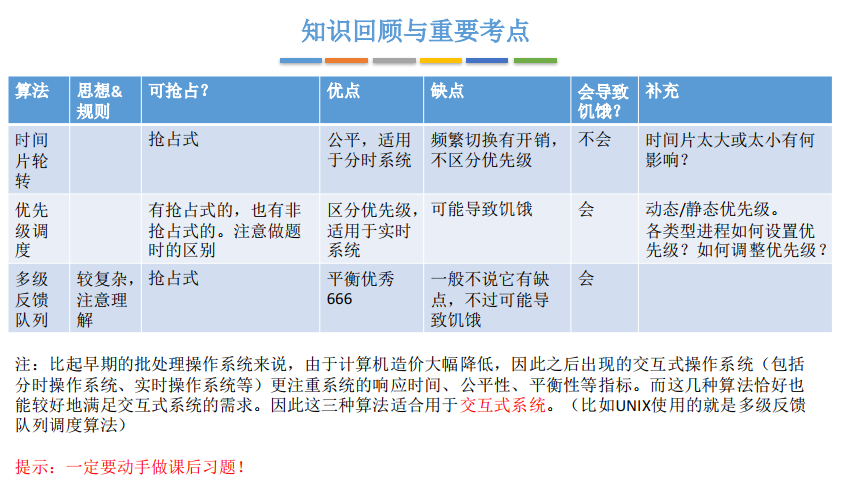 知识回顾与重要考点
算法 思想& 可抢占？ 优点 缺点 会导致 补充
规则 饥饿？
时间 抢占式 公平，适用 频繁切换有开销， 不会 时间片太大或太小有何
片轮 于分时系统 不区分优先级 影响？
转
优先 有抢占式的，也有非 区分优先级， 可能导致饥饿 会 动态/静态优先级。
级调 抢占式的。注意做题 适用于实时 各类型进程如何设置优
度 时的区别 系统 先级？如何调整优先级？
多级 较复杂， 抢占式 平衡优秀 一般不说它有缺 会
反馈 注意理 666 点，不过可能导
队列 解 致饥饿
注：比起早期的批处理操作系统来说，由于计算机造价大幅降低，因此之后出现的交互式操作系统（包括
分时操作系统、实时操作系统等）更注重系统的响应时间、公平性、平衡性等指标。而这几种算法恰好也
能较好地满足交互式系统的需求。因此这三种算法适合用于交互式系统。（比如UNIX使用的就是多级反馈
队列调度算法）
提示：一定要动手做课后习题！